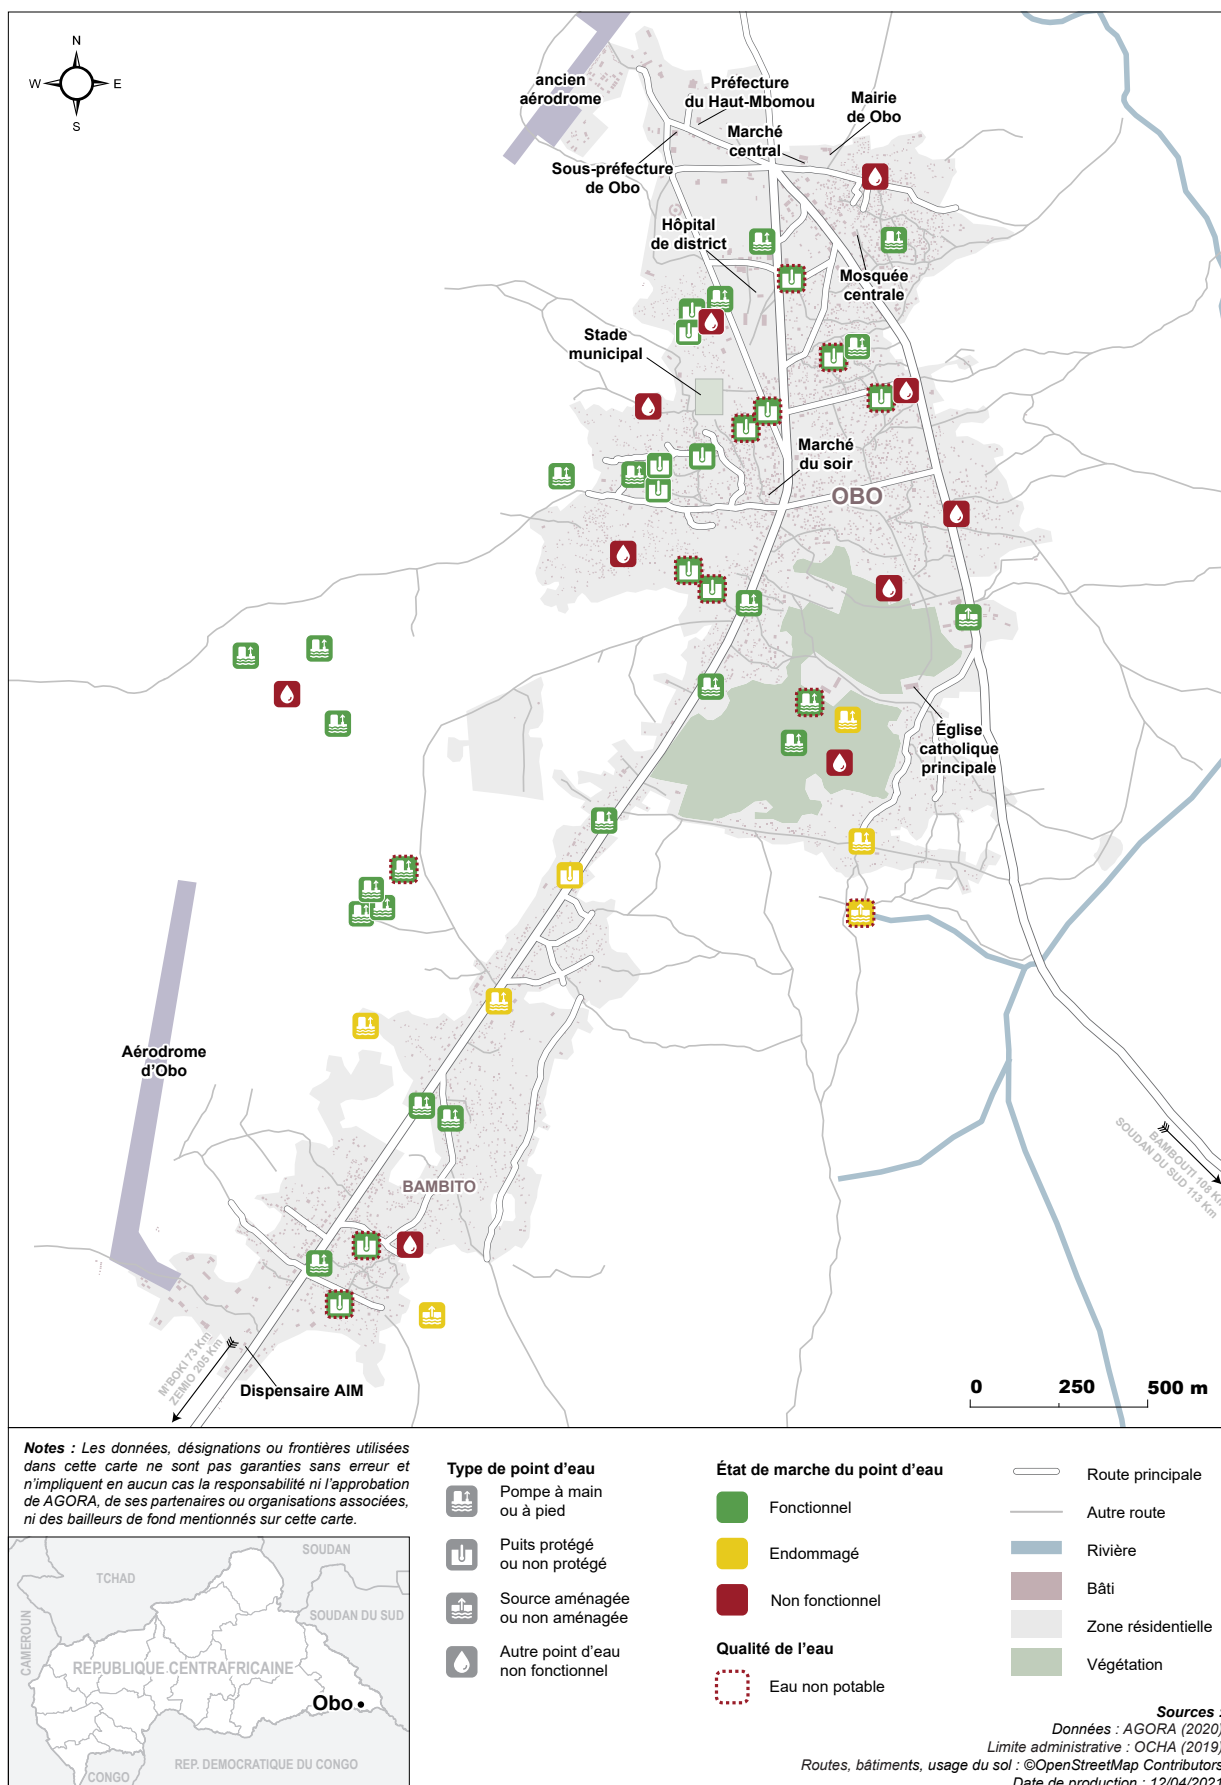 N
W
E
S
ancien
aérodrome
Préfecture
du Haut-Mbomou
Mairie
de Obo
Marché
central
Sous-préfecture
de Obo
Hôpital
de district
Mosquée
centrale
Stade
municipal
Marché
du soir
OBO
Église
catholique
principale
Aérodrome
d'Obo
BAMBITO
BAMBOUTI 108 Km
SOUDAN DU SUD 113 Km
M'BOKI 73 Km
ZEMIO 205 Km
Dispensaire AIM
0 250 500 m
Notes : Les données, désignations ou frontières utilisées
dans cette carte ne sont pas garanties sans erreur et
n'impliquent en aucun cas la responsabilité ni l'approbation
de AGORA, de ses partenaires ou organisations associées,
ni des bailleurs de fond mentionnés sur cette carte.
SOUDAN
TCHAD
SOUDAN DU SUD
CAMEROUN
REPUBLIQUE CENTRAFRICAINE
Obo
REP. DEMOCRATIQUE DU CONGO
CONGO
Type de point d'eau
Pompe à main
ou à pied
Puits protégé
ou non protégé
Source aménagée
ou non aménagée
Autre point d'eau
non fonctionnel
État de marche du point d'eau
Fonctionnel
Endommagé
Non fonctionnel
Qualité de l'eau
Eau non potable
Route principale
Autre route
Rivière
Bâti
Zone résidentielle
Végétation
Sources :
Données : AGORA (2020)
Limite administrative : OCHA (2019)
Routes, bâtiments, usage du sol : ©OpenStreetMap Contributors
Date de production : 12/04/2021